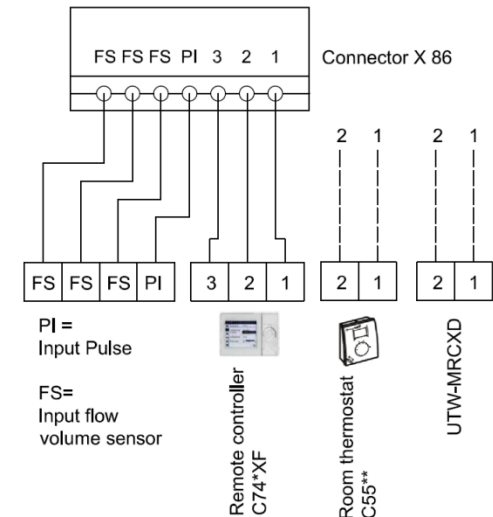 FS FS FS PI 3 2 1 Connector X 86
2 1 2 1
FS FS FS PI 3 2 1 2 1 2 1
PI =
Input Pulse
FS=
Input flow
volume sensor
Remote controller
C74*XF
Room thermostat
C55**
UTW-MRCXD